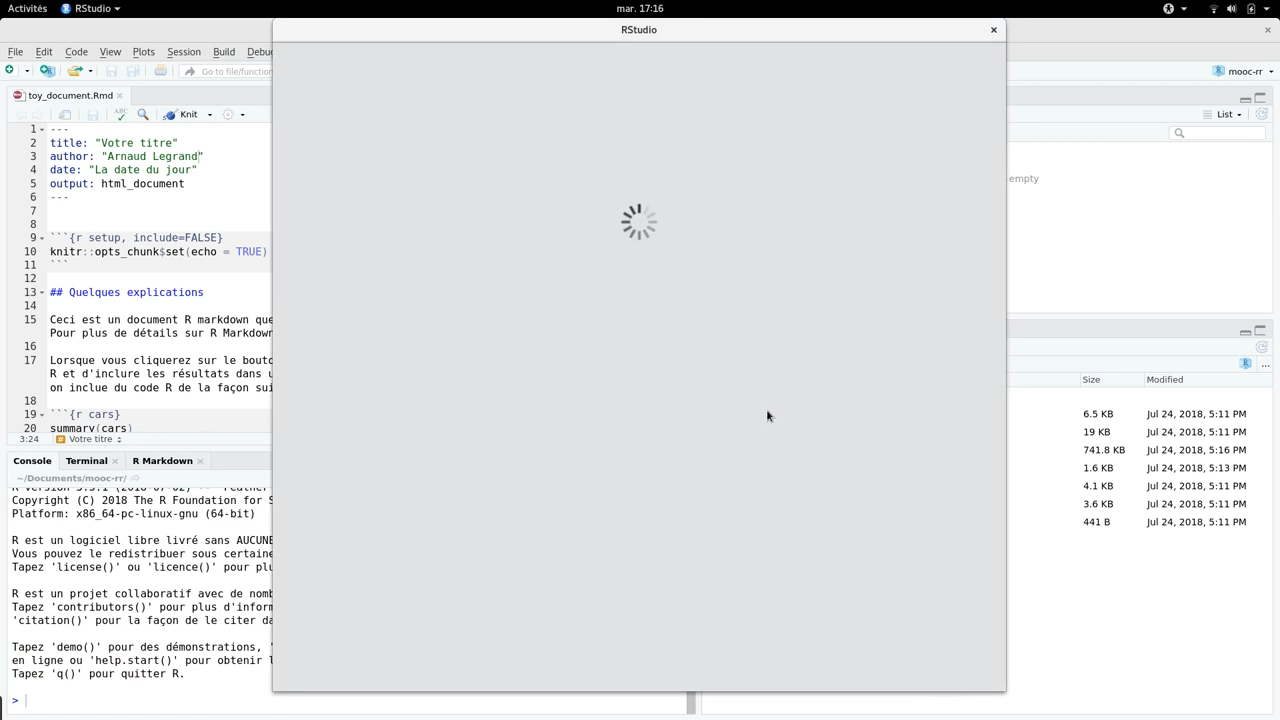 Activités RStudio mar. 17:16
RStudio ×
×
File Edit Code View Plots Session Build Debu
Go to file/function
mooc-rr
toy_document.Rmd ×
Knit
List
1 ---
2 title: "Votre titre"
3 author: "Arnaud Legrand"
4 date: "La date du jour"
5 output: html_document
6 ---
7
8
9 ```{r setup, include=FALSE}
10 knitr::opts_chunk$set(echo = TRUE)
11 ```
12
13 ## Quelques explications
14
15 Ceci est un document R markdown que
Pour plus de détails sur R Markdown
16
17 Lorsque vous cliquerez sur le bouto
R et d'inclure les résultats dans u
on inclue du code R de la façon sui
18
19 ```{r cars}
20 summary(cars)
3:24 # Votre titre
empty
Console Terminal × R Markdown ×
~/Documents/mooc-rr/
Copyright (C) 2018 The R Foundation for S
Platform: x86_64-pc-linux-gnu (64-bit)
R est un logiciel libre livré sans AUCUNE
Vous pouvez le redistribuer sous certaine
Tapez 'license()' ou 'licence()' pour plu
R est un projet collaboratif avec de nomb
Tapez 'contributors()' pour plus d'inform
'citation()' pour la façon de le citer da
Tapez 'demo()' pour des démonstrations, '
en ligne ou 'help.start()' pour obtenir l
Tapez 'q()' pour quitter R.
>
...
Size Modified
6.5 KB Jul 24, 2018, 5:11 PM
19 KB Jul 24, 2018, 5:11 PM
741.8 KB Jul 24, 2018, 5:16 PM
1.6 KB Jul 24, 2018, 5:13 PM
4.1 KB Jul 24, 2018, 5:11 PM
3.6 KB Jul 24, 2018, 5:11 PM
441 B Jul 24, 2018, 5:11 PM